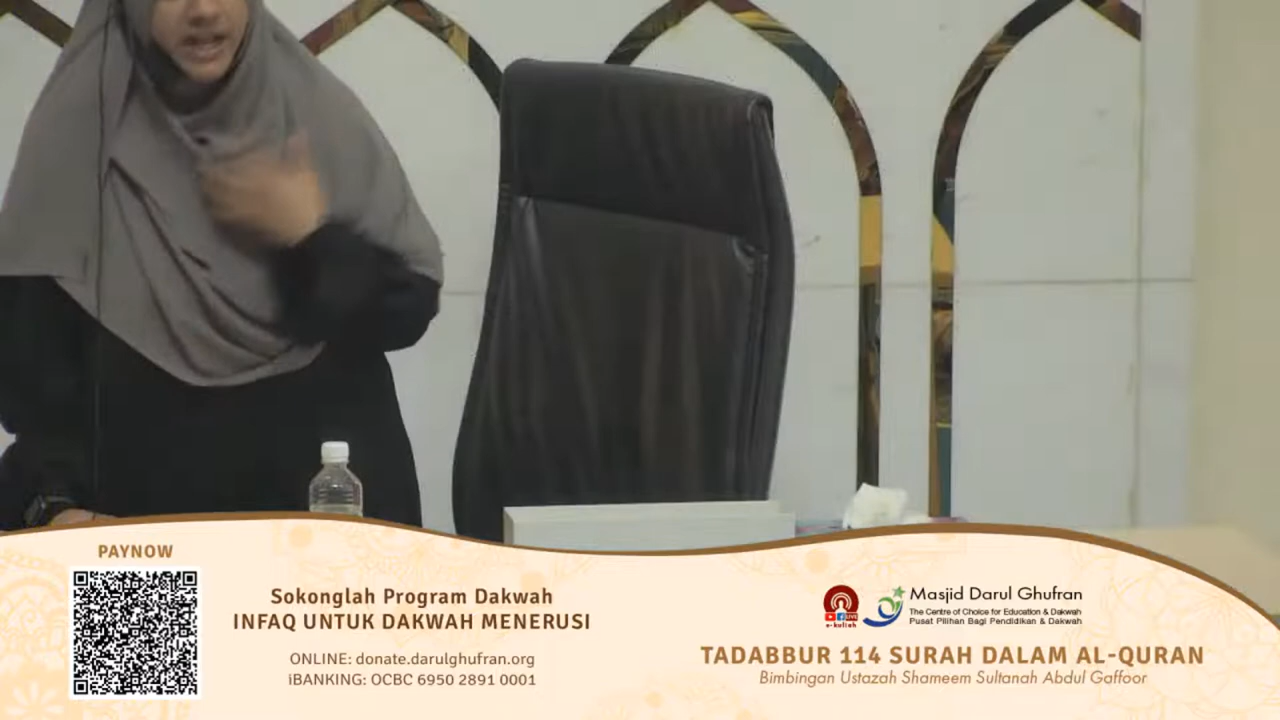 PAYNOW
Sokonglah Program Dakwah
INFAQ UNTUK DAKWAH MENERUSI
ONLINE: donate.darulghufran.org
iBANKING: OCBC 6950 2891 0001
LIVE
e-kuliah
Masjid Darul Ghufran
The Centre of Choice for Education & Dakwah
Pusat Pilihan Bagi Pendidikan & Dakwah
TADABBUR 114 SURAH DALAM AL-QURAN
Bimbingan Ustazah Shameem Sultanah Abdul Gaffoor